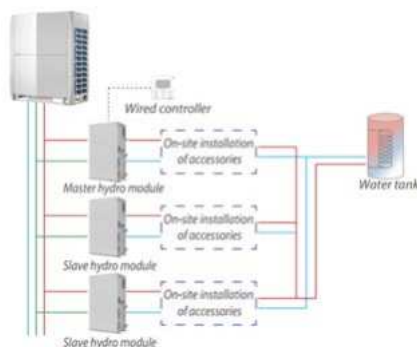 Wired controller
On-site installation
of accessories
Master hydro module
Water tank
On-site installation
of accessories
Slave hydro module
On-site installation
of accessories
Slave hydro module